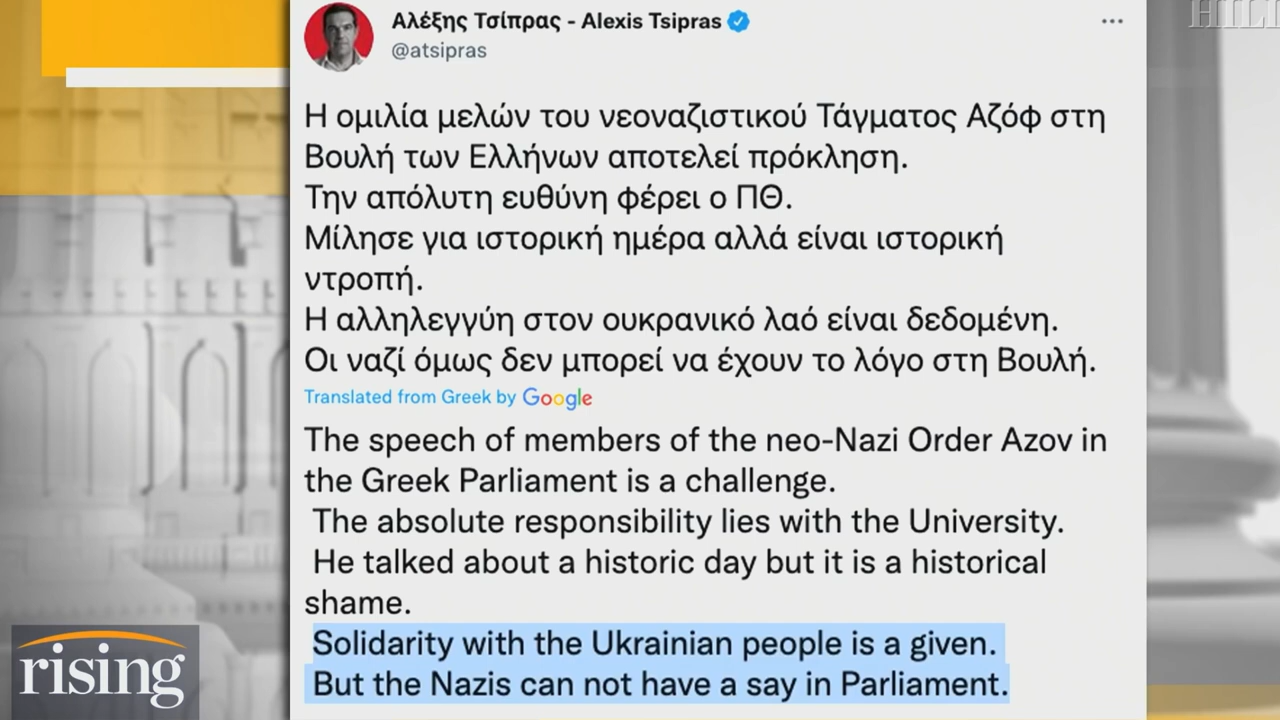 HILL
Αλέξης Τσίπρας - Alexis Tsipras
@atsipras
Η ομιλία μελών του νεοναζιστικού Τάγματος Αζόφ στη
Βουλή των Ελλήνων αποτελεί πρόκληση.
Την απόλυτη ευθύνη φέρει ο ΠΘ.
Μίλησε για ιστορική ημέρα αλλά είναι ιστορική
ντροπή.
Η αλληλεγγύη στον ουκρανικό λαό είναι δεδομένη.
Οι ναζί όμως δεν μπορεί να έχουν το λόγο στη Βουλή.
Translated from Greek by Google
The speech of members of the neo-Nazi Order Azov in
the Greek Parliament is a challenge.
The absolute responsibility lies with the University.
He talked about a historic day but it is a historical
shame.
Solidarity with the Ukrainian people is a given.
But the Nazis can not have a say in Parliament.
rising